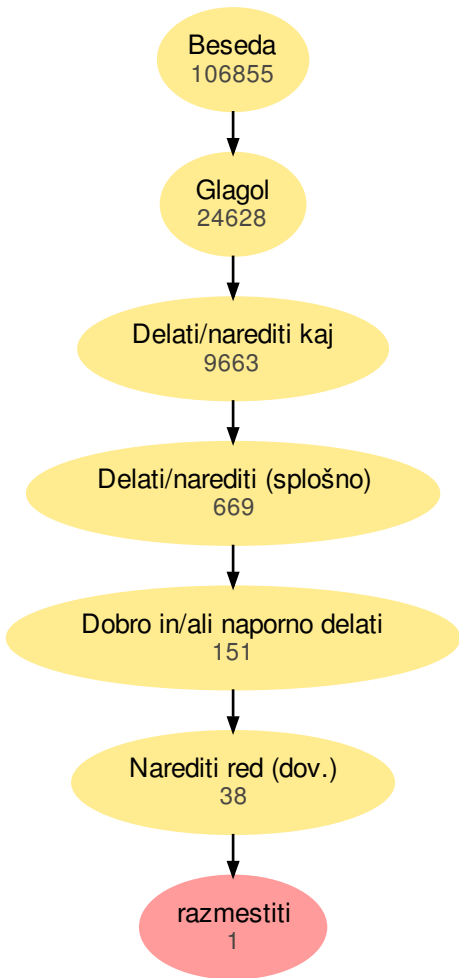 Beseda
106855
Glagol
24628
Delati/narediti kaj
9663
Delati/narediti (splošno)
669
Dobro in/ali naporno delati
151
Narediti red (dov.)
38
razmestiti
1